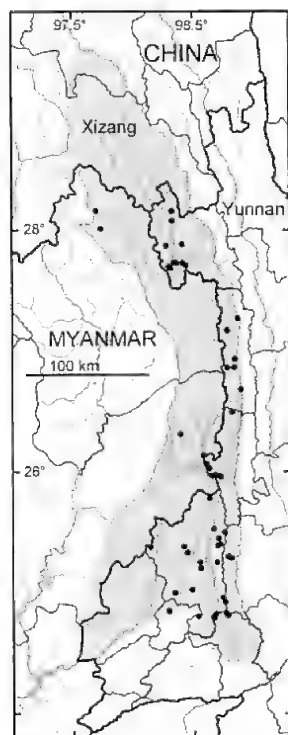 97.5° 98.5°
CHINA
Xizang
Yunnan
28°
MYANMAR
100 km
26°